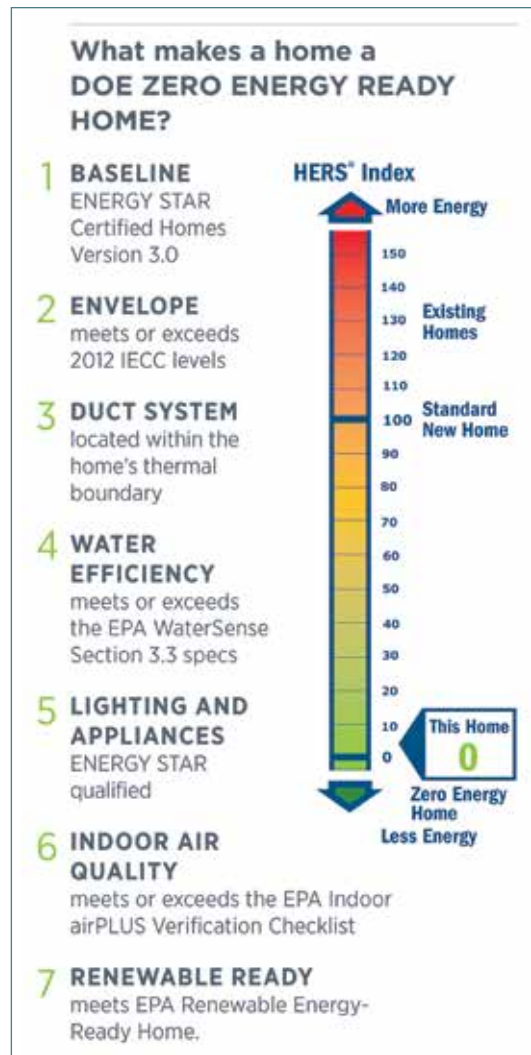 What makes a home a
DOE ZERO ENERGY READY
HOME?
1 BASELINE
ENERGY STAR
Certified Homes
Version 3.0
2 ENVELOPE
meets or exceeds
2012 IECC levels
3 DUCT SYSTEM
located within the
home's thermal
boundary
4 WATER
EFFICIENCY
meets or exceeds
the EPA WaterSense
Section 3.3 specs
5 LIGHTING AND
APPLIANCES
ENERGY STAR
qualified
6 INDOOR AIR
QUALITY
meets or exceeds the EPA Indoor
airPLUS Verification Checklist
7 RENEWABLE READY
meets EPA Renewable Energy-
Ready Home.
HERS® Index
More Energy
150
140
130
120
110
100
90
80
70
60
50
40
30
20
10
0
Existing
Homes
Standard
New Home
This Home
0
Zero Energy
Home
Less Energy